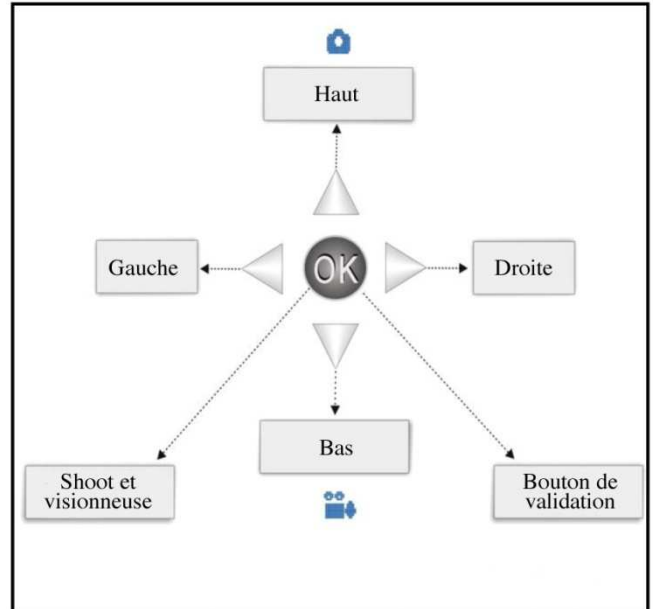 Haut
Gauche
OK
Droite
Bas
Shoot et
visionneuse
Bouton de
validation